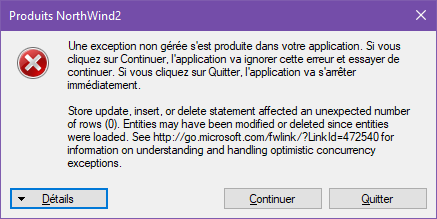 Produits NorthWind2
Une exception non gérée s'est produite dans votre application. Si vous
cliquez sur Continuer, l'application va ignorer cette erreur et essayer de
continuer. Si vous cliquez sur Quitter, l'application va s'arrêter
immédiatement.
Store update, insert, or delete statement affected an unexpected number
of rows (0). Entities may have been modified or deleted since entities
were loaded. See http://go.microsoft.com/fwlink/?LinkId=472540 for
information on understanding and handling optimistic concurrency
exceptions.
Détails
Continuer
Quitter